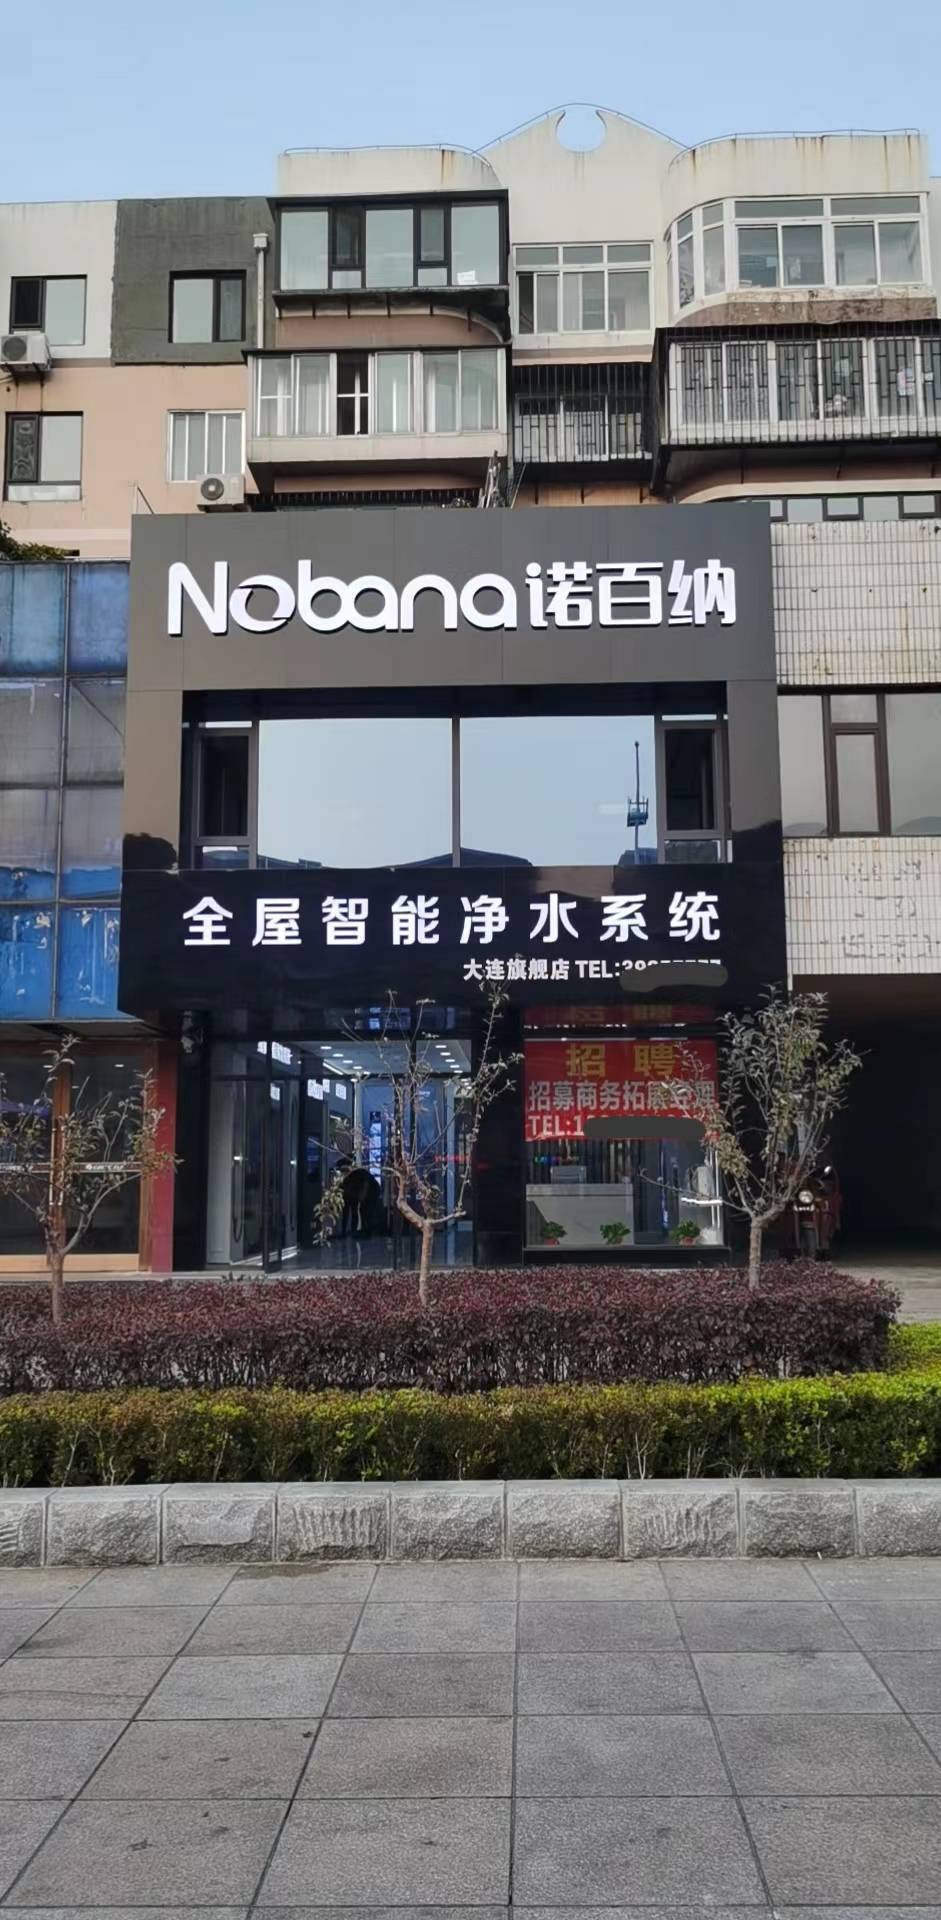 Nobana诺百纳
全屋智能净水系统
大连旗舰店 TEL:
招聘
招募商务拓展经理
TEL:1